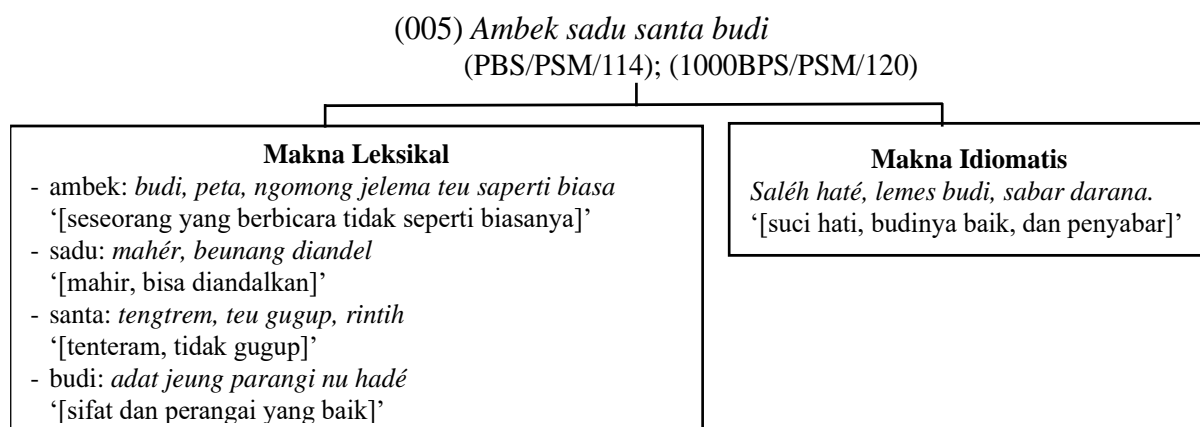 (005) Ambek sadu santa budi
(PBS/PSM/114); (1000BPS/PSM/120)
Makna Leksikal
- ambek: budi, peta, ngomong jelema teu saperti biasa
‘[seseorang yang berbicara tidak seperti biasanya]’
- sadu: mahér, beunang diandel
‘[mahir, bisa diandalkan]’
- santa: tengtrem, teu gugup, rintih
‘[tenteram, tidak gugup]’
- budi: adat jeung parangi nu hadé
‘[sifat dan perangai yang baik]’
Makna Idiomatis
Saléh haté, lemes budi, sabar darana.
‘[suci hati, budinya baik, dan penyabar]’